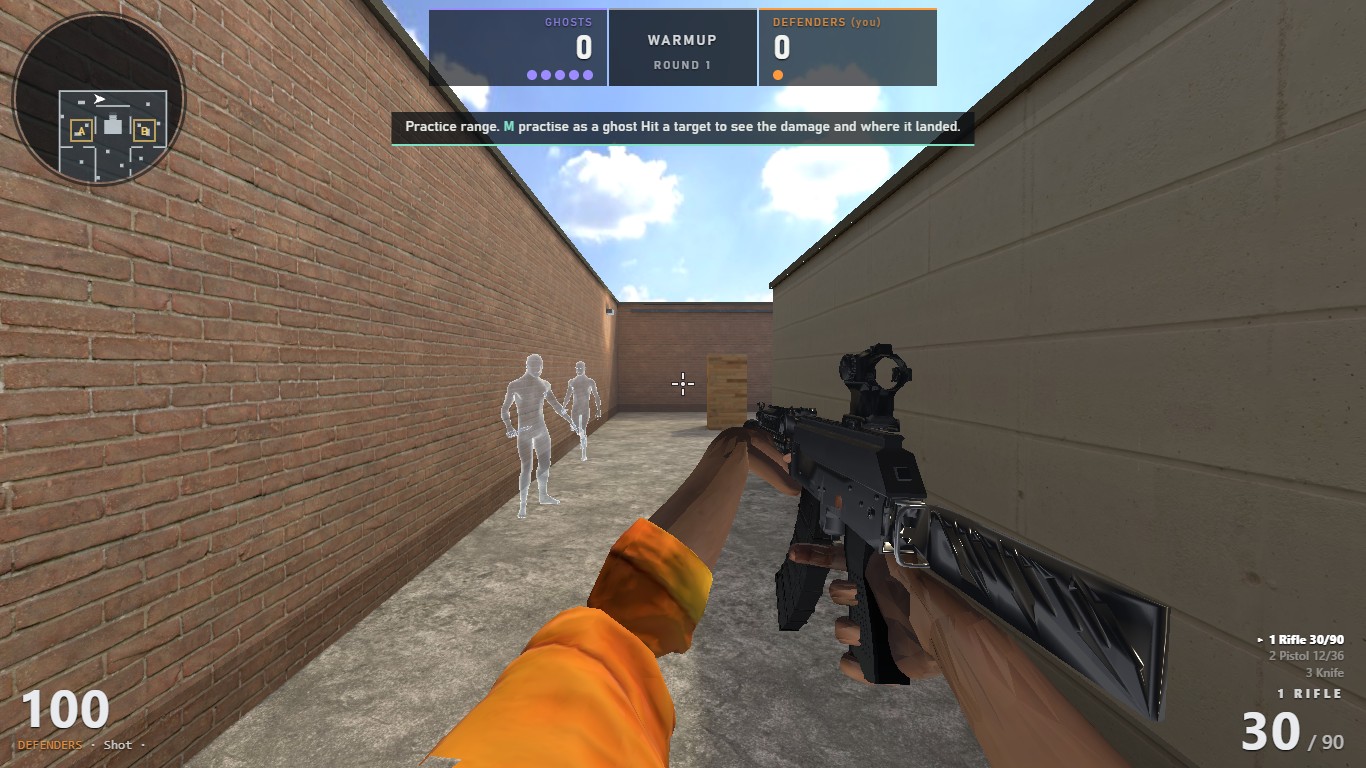 GHOSTS
0
WARMUP
ROUND 1
DEFENDERS (you)
0
A
B
Practice range. M practise as a ghost Hit a target to see the damage and where it landed.
1 Rifle 30/90
2 Pistol 12/36
3 Knife
1 RIFLE
30 / 90
100
DEFENDERS · Shot ·